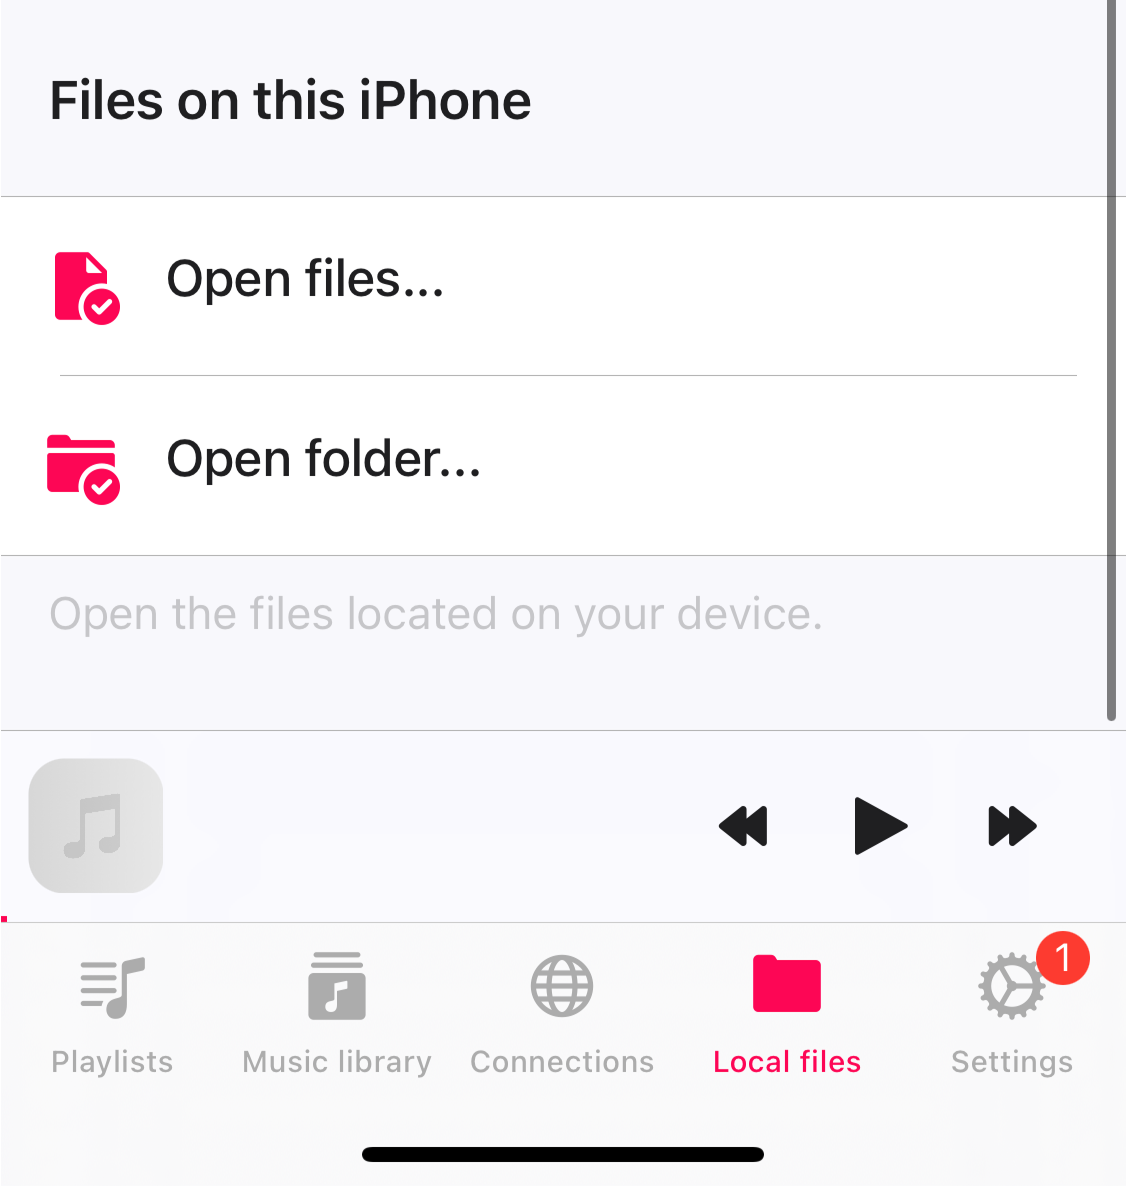 Files on this iPhone
Open files...
Open folder...
Open the files located on your device.
1
Playlists
Music library
Connections
Local files
Settings